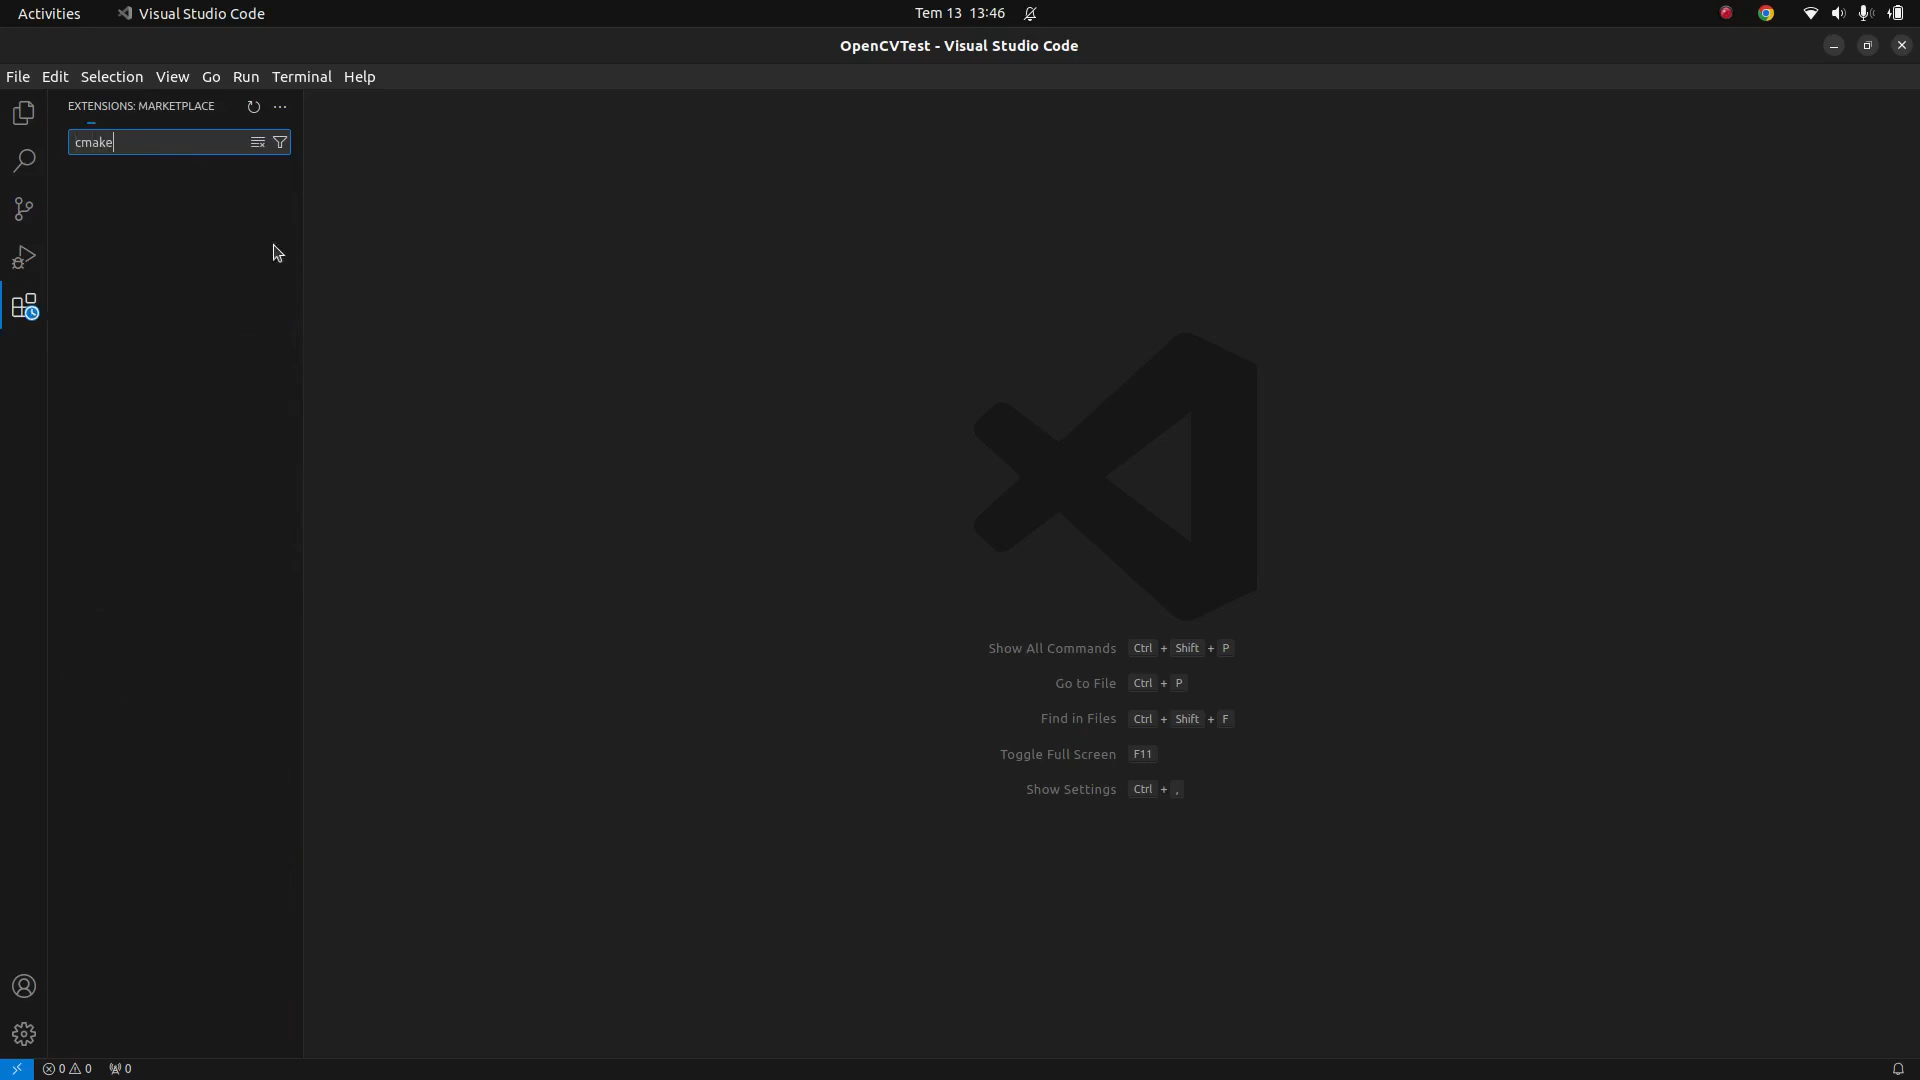 Activities
Visual Studio Code
Tem 13 13:46
OpenCVTest - Visual Studio Code
File Edit Selection View Go Run Terminal Help
EXTENSIONS: MARKETPLACE
cmake
Show All Commands Ctrl + Shift + P
Go to File Ctrl + P
Find in Files Ctrl + Shift + F
Toggle Full Screen F11
Show Settings Ctrl + ,
0 0 0